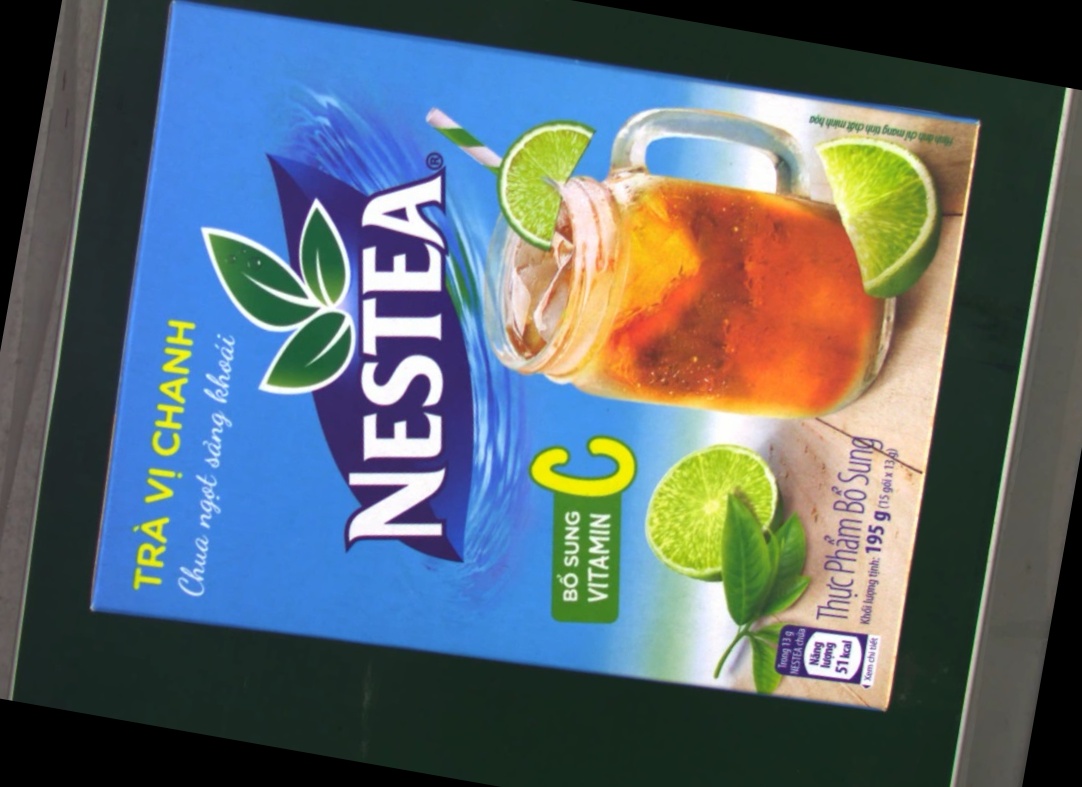 TRÀ VỊ CHANH
Chua ngọt sảng khoái
NESTEA®
BỔ SUNG
VITAMIN
C
Thực Phẩm Bổ Sung
Khối lượng tịnh: 195 g (15 gói x 13 g)
Trong 13 g
NESTEA chứa
Năng
lượng
51 kcal
Xem chi tiết
Hình ảnh chỉ mang tính chất minh họa